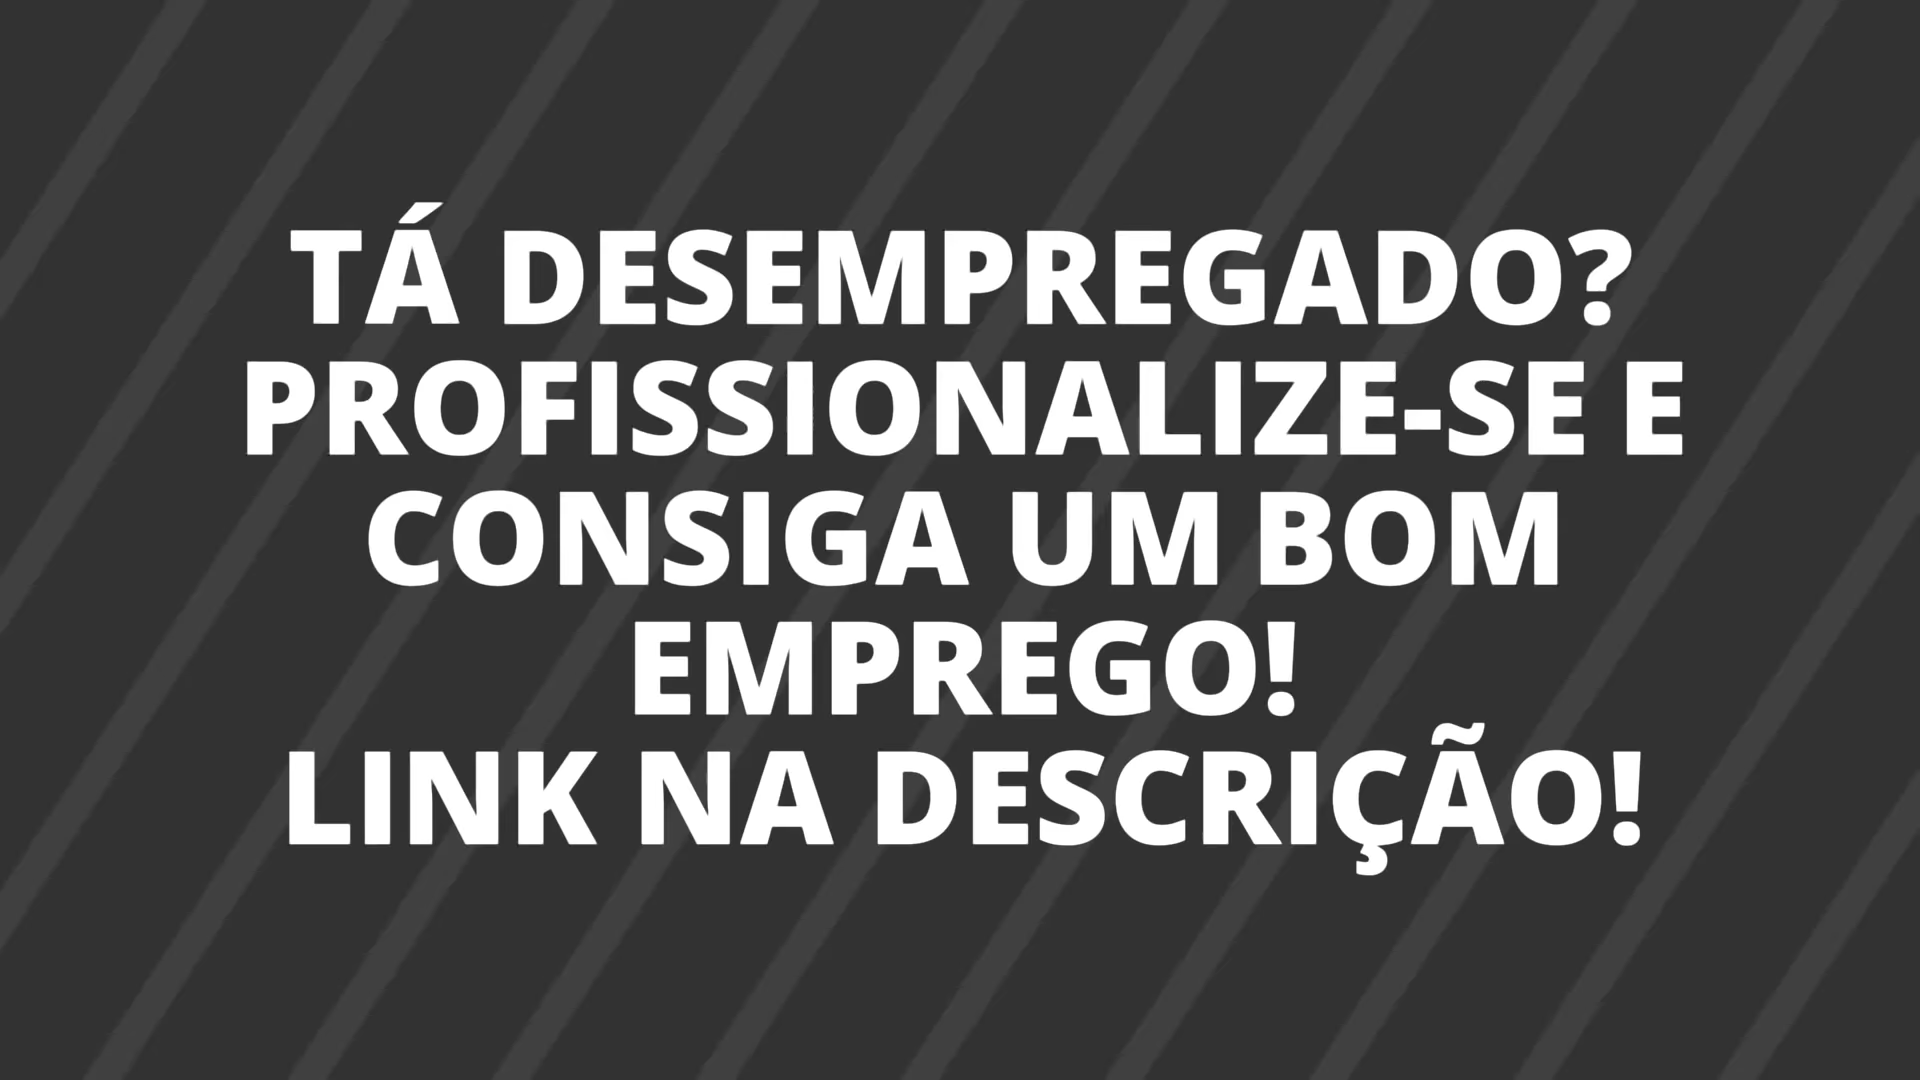 TÁ DESEMPREGADO?
PROFISSIONALIZE-SE E
CONSIGA UM BOM
EMPREGO!
LINK NA DESCRIÇÃO!